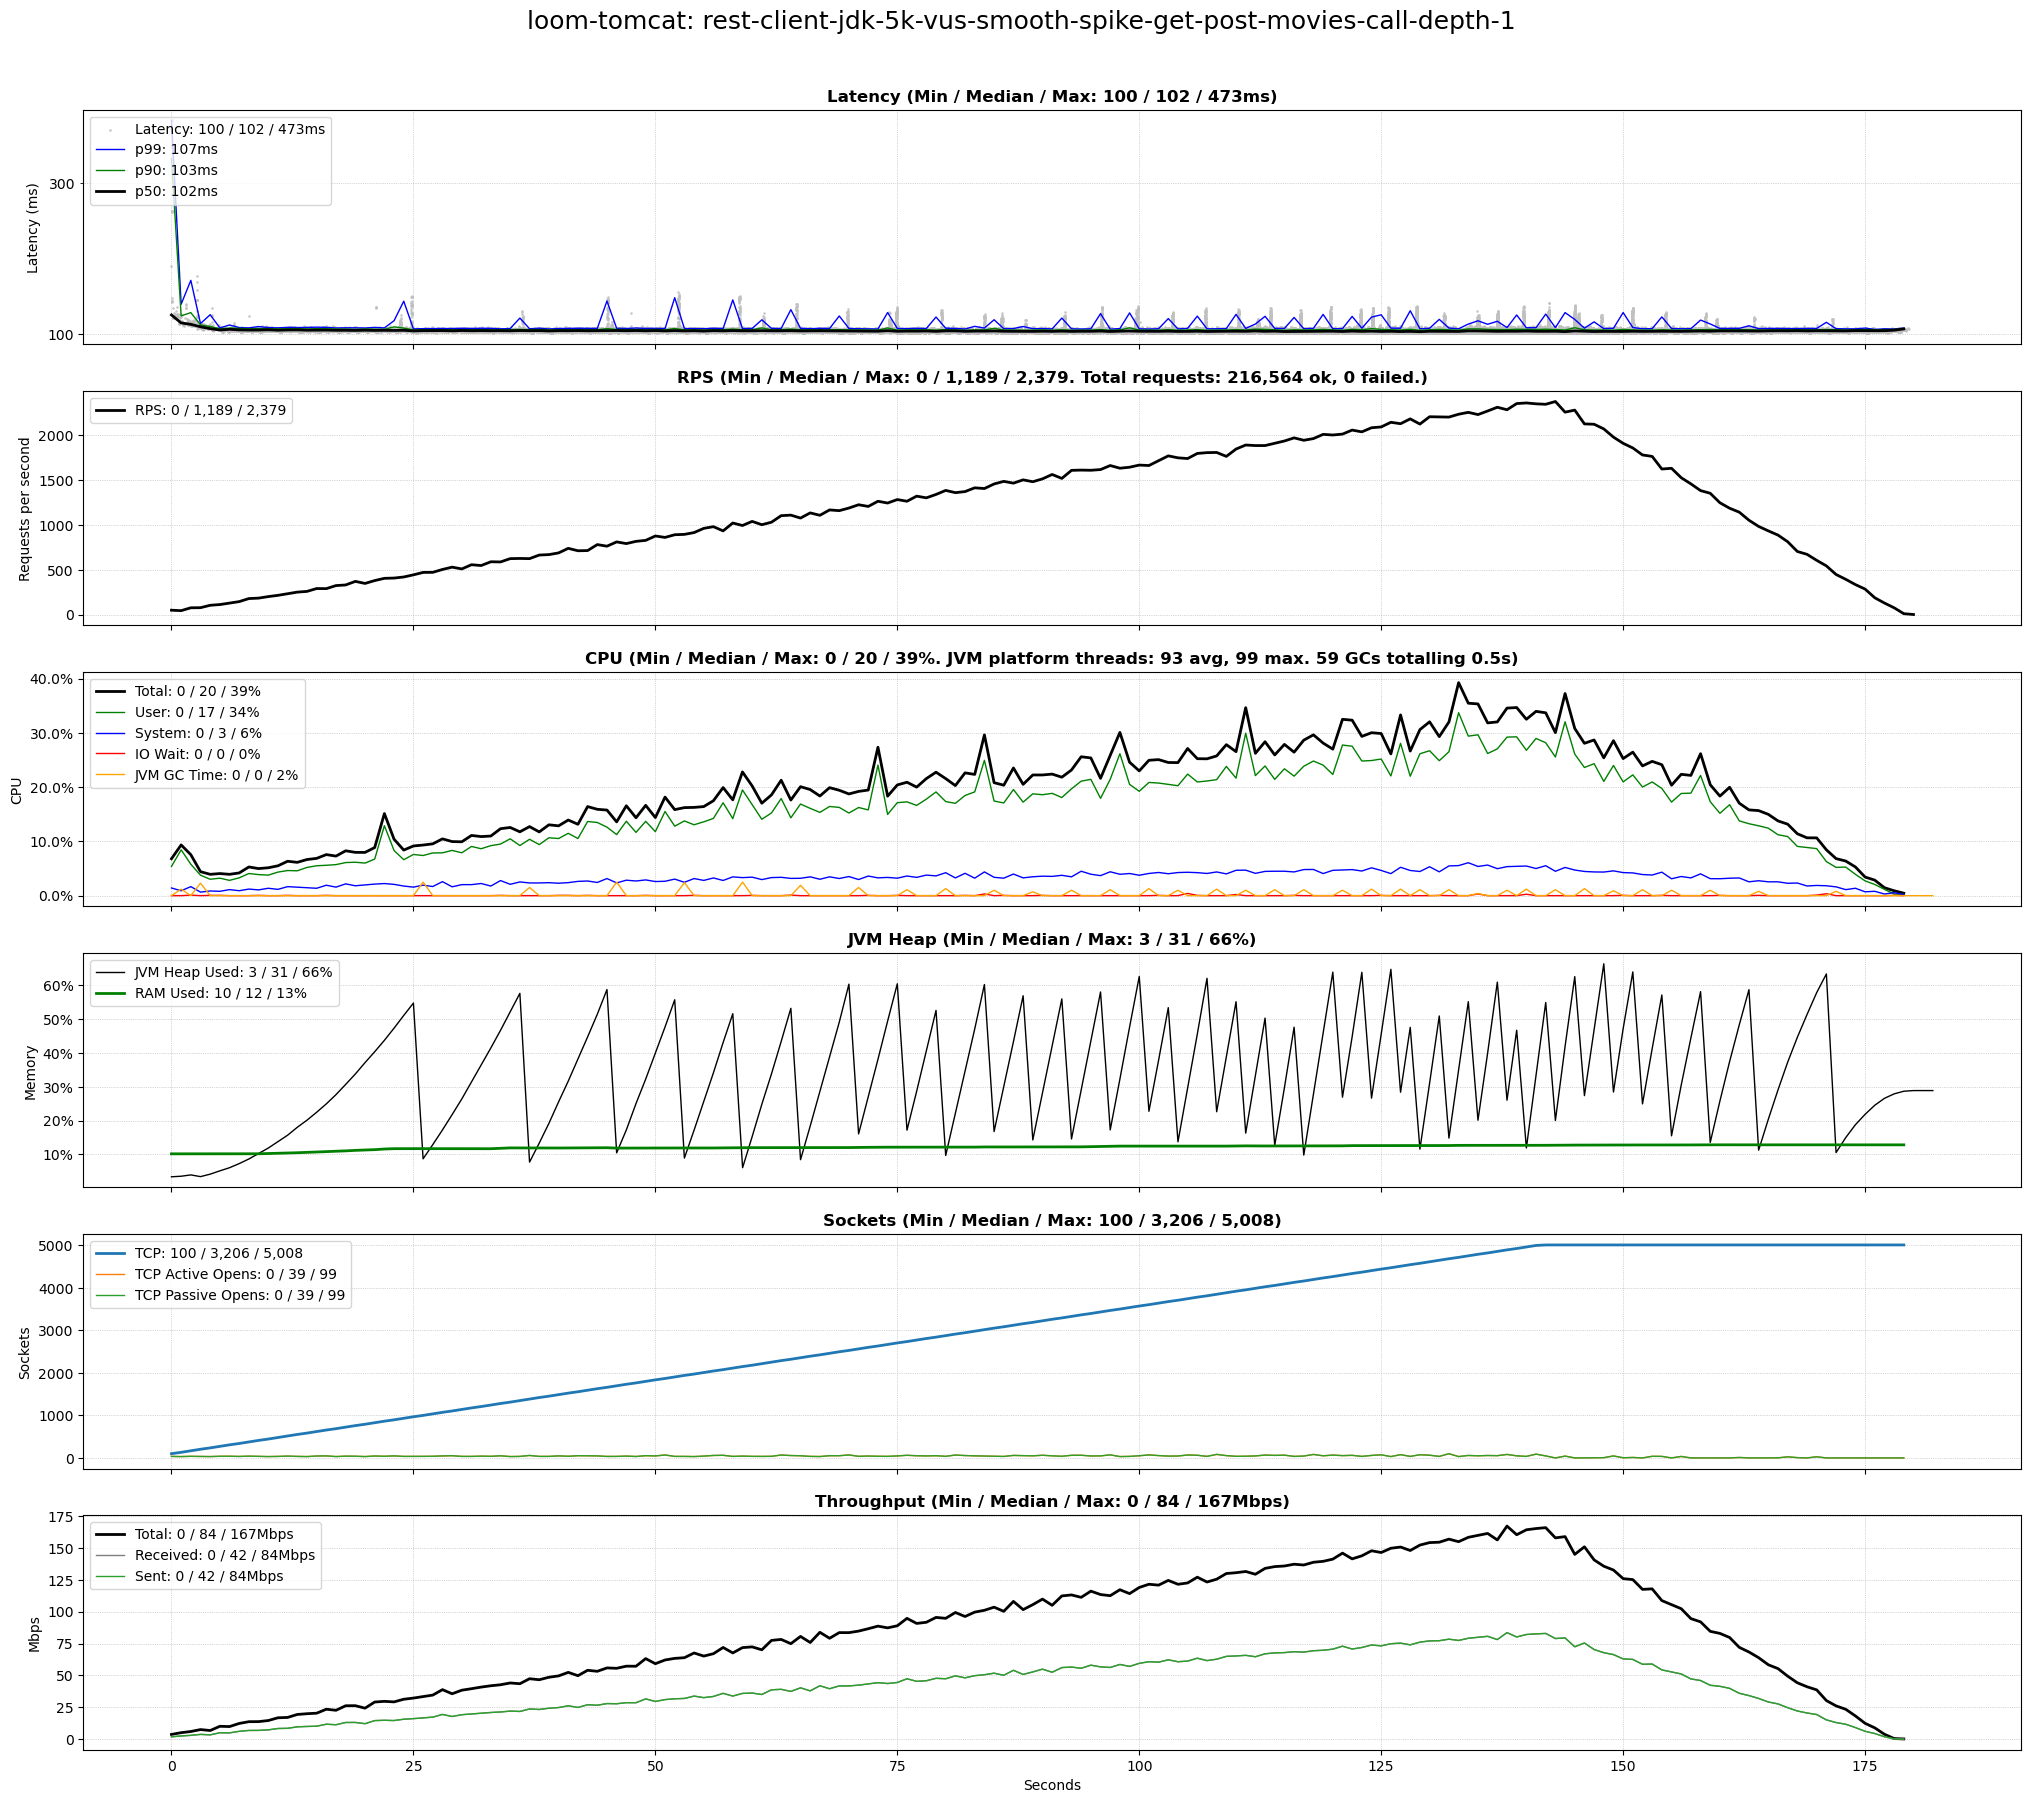 loom-tomcat: rest-client-jdk-5k-vus-smooth-spike-get-post-movies-call-depth-1
Latency (Min / Median / Max: 100 / 102 / 473ms)
Latency: 100 / 102 / 473ms
p99: 107ms
p90: 103ms
p50: 102ms
300
100
Latency (ms)
RPS (Min / Median / Max: 0 / 1,189 / 2,379. Total requests: 216,564 ok, 0 failed.)
RPS: 0 / 1,189 / 2,379
2000
1500
1000
500
0
Requests per second
CPU (Min / Median / Max: 0 / 20 / 39%. JVM platform threads: 93 avg, 99 max. 59 GCs totalling 0.5s)
Total: 0 / 20 / 39%
User: 0 / 17 / 34%
System: 0 / 3 / 6%
IO Wait: 0 / 0 / 0%
JVM GC Time: 0 / 0 / 2%
40.0%
30.0%
20.0%
10.0%
0.0%
CPU
JVM Heap (Min / Median / Max: 3 / 31 / 66%)
JVM Heap Used: 3 / 31 / 66%
RAM Used: 10 / 12 / 13%
60%
50%
40%
30%
20%
10%
Memory
Sockets (Min / Median / Max: 100 / 3,206 / 5,008)
TCP: 100 / 3,206 / 5,008
TCP Active Opens: 0 / 39 / 99
TCP Passive Opens: 0 / 39 / 99
5000
4000
3000
2000
1000
0
Sockets
Throughput (Min / Median / Max: 0 / 84 / 167Mbps)
Total: 0 / 84 / 167Mbps
Received: 0 / 42 / 84Mbps
Sent: 0 / 42 / 84Mbps
175
150
125
100
75
50
25
0
Mbps
0 25 50 75 100 125 150 175
Seconds